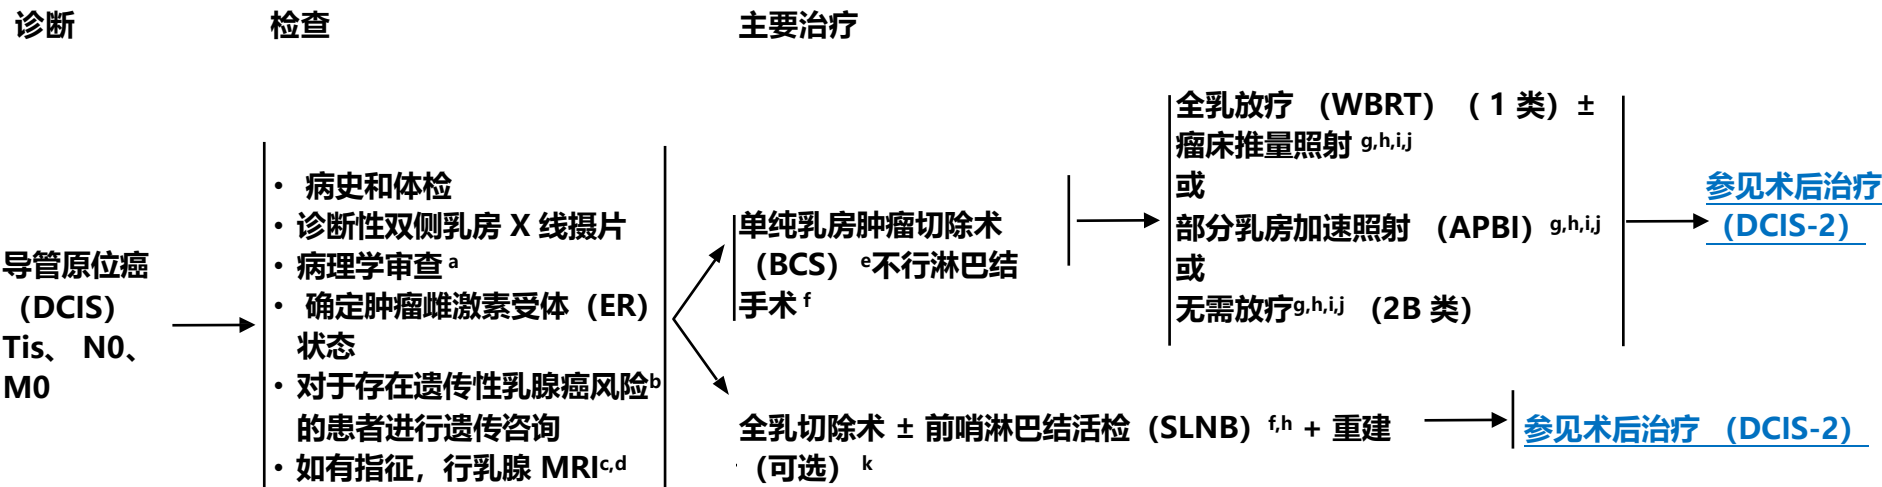 诊断
检查
主要治疗
导管原位癌
（DCIS）
Tis、 N0、
M0
• 病史和体检
• 诊断性双侧乳房 X 线摄片
• 病理学审查 a
• 确定肿瘤雌激素受体（ER）
状态
• 对于存在遗传性乳腺癌风险b
的患者进行遗传咨询
• 如有指征，行乳腺 MRIc,d
单纯乳房肿瘤切除术
（BCS） e不行淋巴结
手术 f
全乳放疗 （WBRT）（ 1 类）±
瘤床推量照射 g,h,i,j
或
部分乳房加速照射 （APBI） g,h,i,j
或
无需放疗g,h,i,j （2B 类）
参见术后治疗
（DCIS-2）
全乳切除术 ± 前哨淋巴结活检（SLNB） f,h + 重建
（可选） k
参见术后治疗 （DCIS-2）